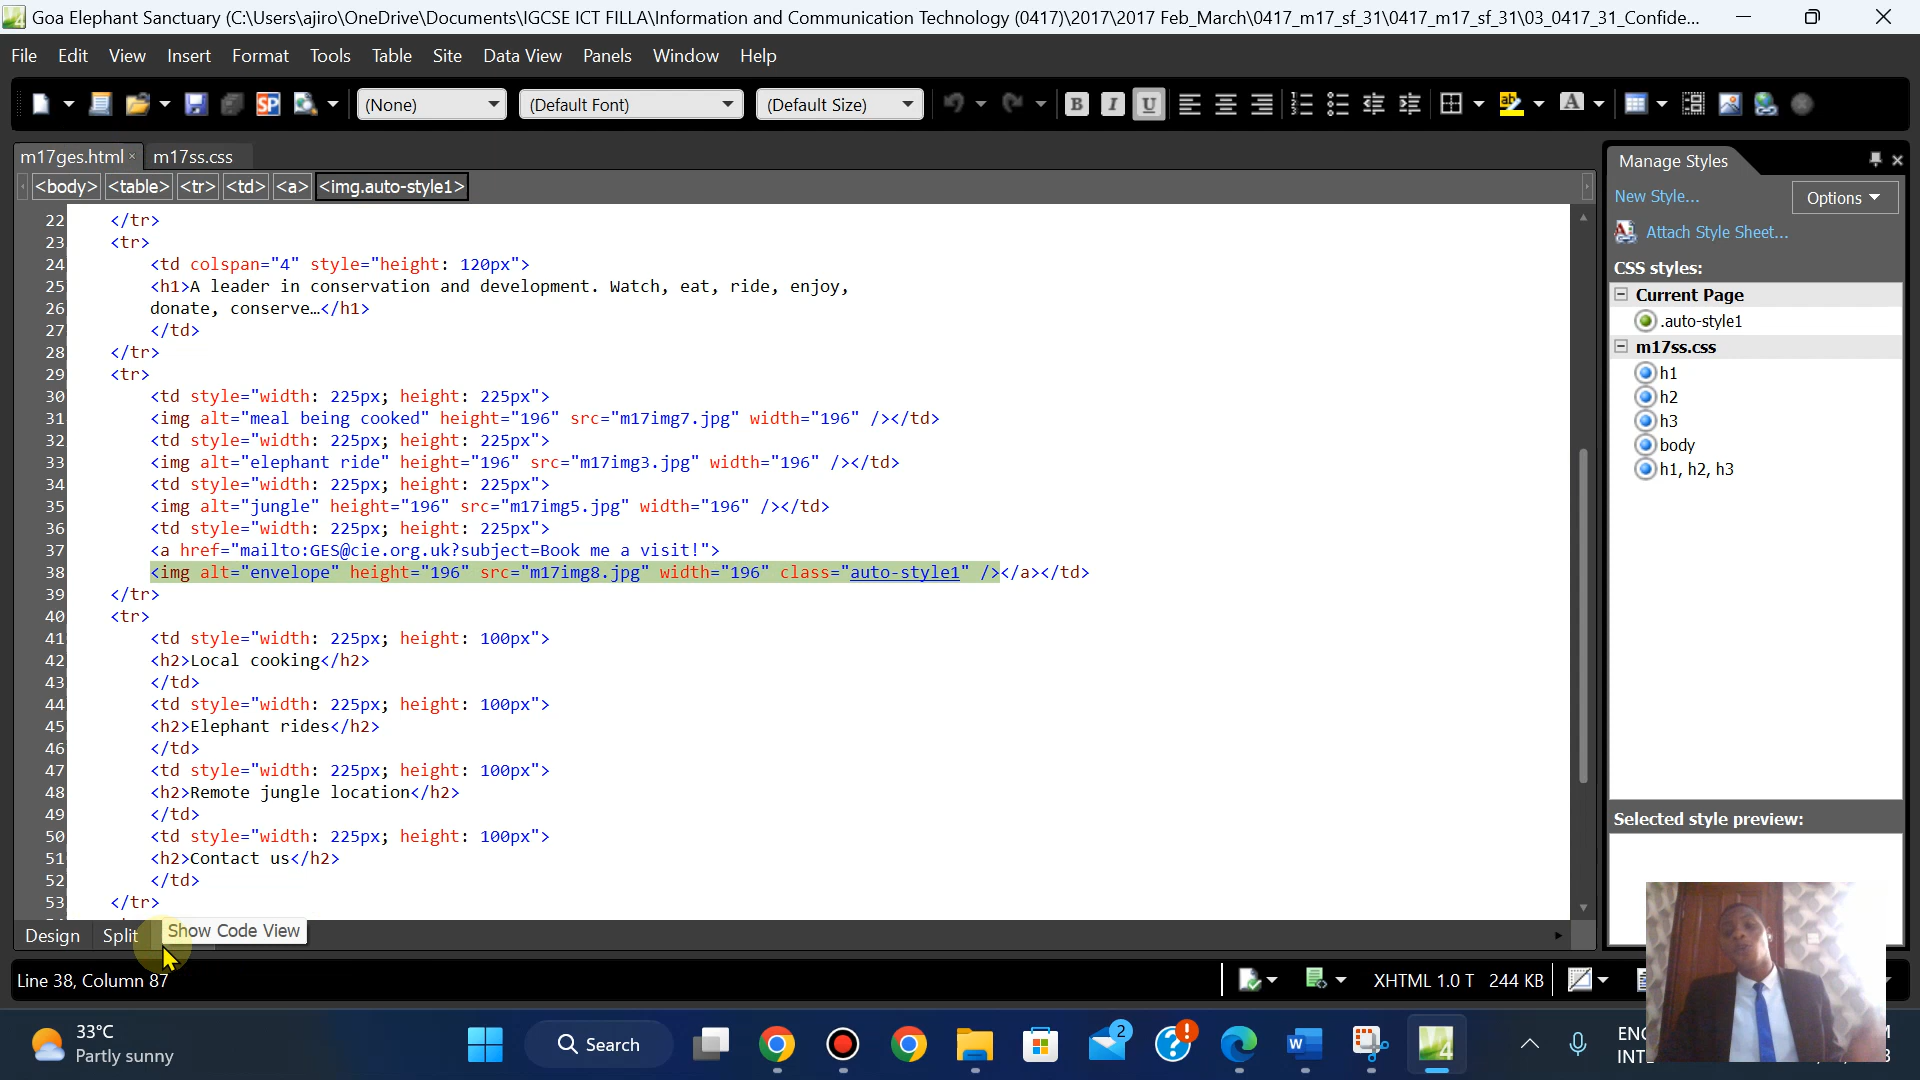 Goa Elephant Sanctuary (C:\Users\ajiro\OneDrive\Documents\IGCSE ICT FILLA\Information and Communication Technology (0417)\2017\2017 Feb_March\0417_m17_sf_31\0417_m17_sf_31\03_0417_31_Confide...
File Edit View Insert Format Tools Table Site Data View Panels Window Help
(None) (Default Font) (Default Size)
m17ges.html × m17ss.css
<body> <table> <tr> <td> <a> <img.auto-style1>
22 </tr>
23 <tr>
24 <td colspan="4" style="height: 120px">
25 <h1>A leader in conservation and development. Watch, eat, ride, enjoy,
26 donate, conserve…</h1>
27 </td>
28 </tr>
29 <tr>
30 <td style="width: 225px; height: 225px">
31 <img alt="meal being cooked" height="196" src="m17img7.jpg" width="196" /></td>
32 <td style="width: 225px; height: 225px">
33 <img alt="elephant ride" height="196" src="m17img3.jpg" width="196" /></td>
34 <td style="width: 225px; height: 225px">
35 <img alt="jungle" height="196" src="m17img5.jpg" width="196" /></td>
36 <td style="width: 225px; height: 225px">
37 <a href="mailto:GES@cie.org.uk?subject=Book me a visit!">
38 <img alt="envelope" height="196" src="m17img8.jpg" width="196" class="auto-style1" /></a></td>
39 </tr>
40 <tr>
41 <td style="width: 225px; height: 100px">
42 <h2>Local cooking</h2>
43 </td>
44 <td style="width: 225px; height: 100px">
45 <h2>Elephant rides</h2>
46 </td>
47 <td style="width: 225px; height: 100px">
48 <h2>Remote jungle location</h2>
49 </td>
50 <td style="width: 225px; height: 100px">
51 <h2>Contact us</h2>
52 </td>
53 </tr>
Design Split
Show Code View
Line 38, Column 87
XHTML 1.0 T 244 KB
Manage Styles
New Style...
Options
Attach Style Sheet...
CSS styles:
Current Page
.auto-style1
m17ss.css
h1
h2
h3
body
h1, h2, h3
Selected style preview:
33°C
Partly sunny
Search
2